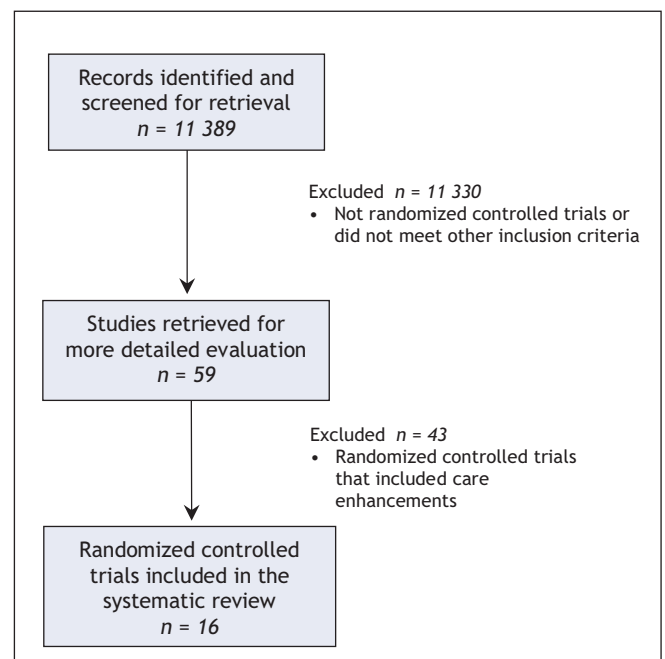 Records identified and
screened for retrieval
n = 11 389
Excluded n = 11 330
• Not randomized controlled trials or
did not meet other inclusion criteria
Studies retrieved for
more detailed evaluation
n = 59
Excluded n = 43
• Randomized controlled trials
that included care
enhancements
Randomized controlled
trials included in the
systematic review
n = 16